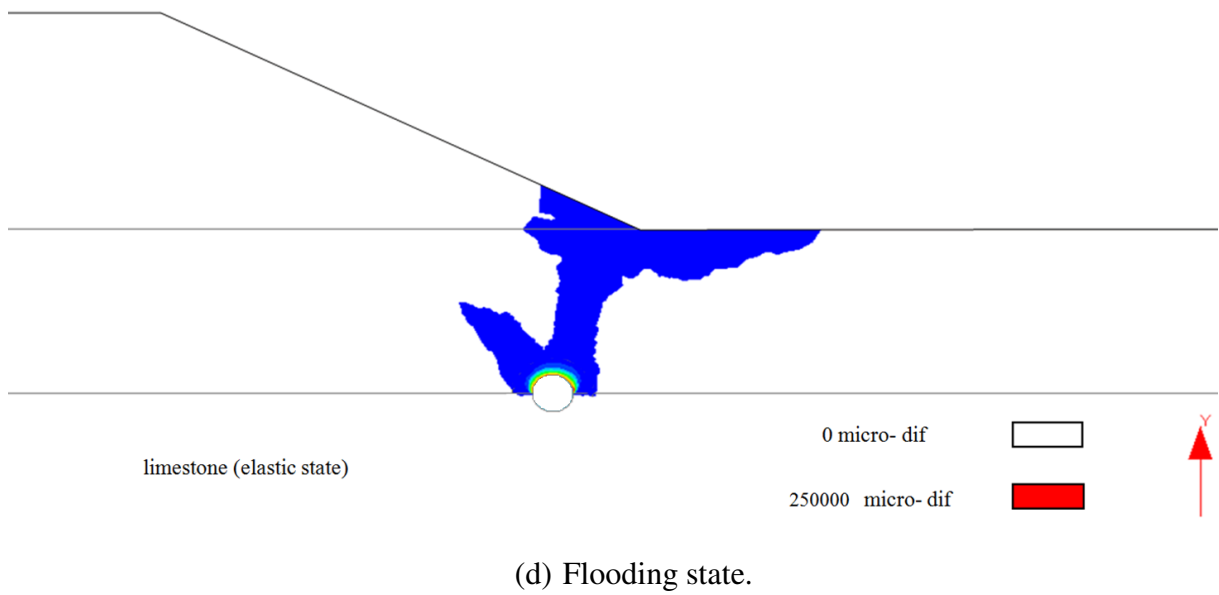 Y
0 micro- dif
limestone (elastic state)
250000 micro- dif
(d) Flooding state.